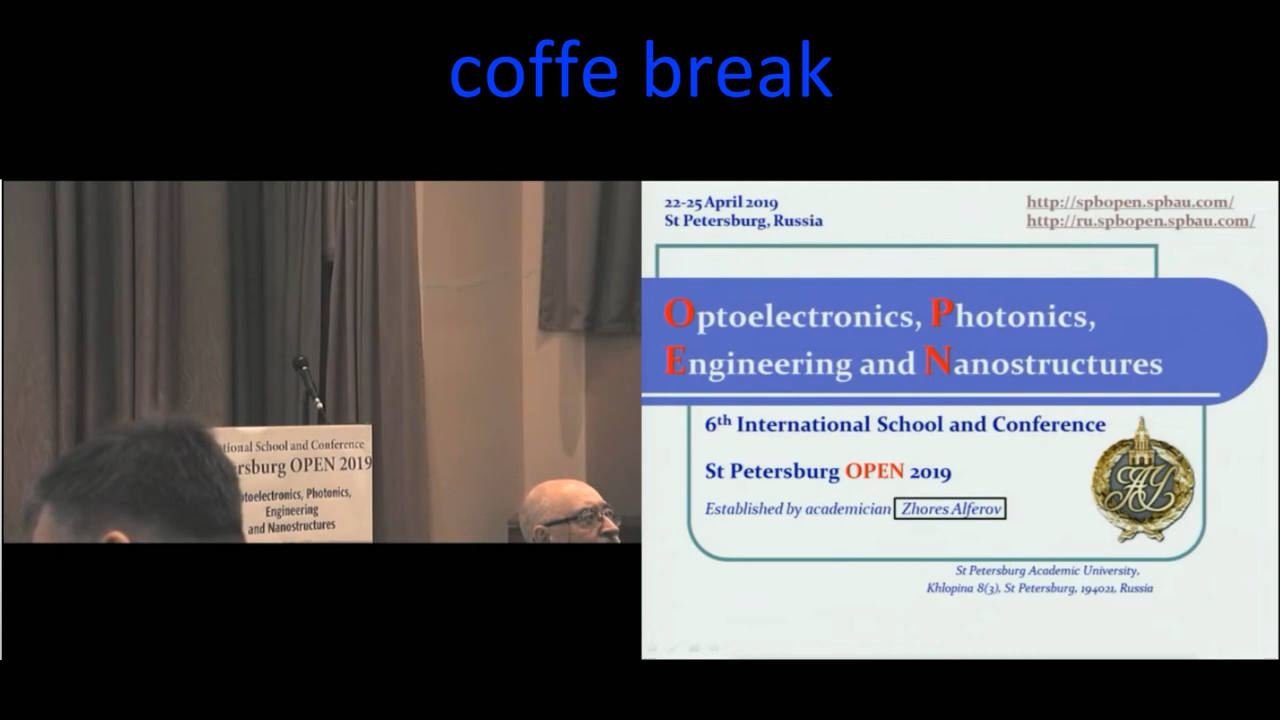 coffe break
tional School and Conference
rsburg OPEN 2019
toelectronics, Photonics,
Engineering
and Nanostructures
22-25 April 2019
St Petersburg, Russia
http://spbopen.spbau.com/
http://ru.spbopen.spbau.com/
Optoelectronics, Photonics,
Engineering and Nanostructures
6th International School and Conference
St Petersburg OPEN 2019
Established by academician Zhores Alferov
St Petersburg Academic University,
Khlopina 8(3), St Petersburg, 194021, Russia